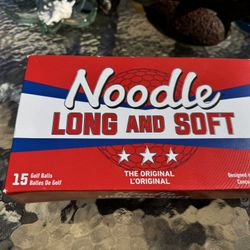 Noodle
LONG AND SOFT
THE ORIGINAL
L'ORIGINAL
15 Golf Balls
Balles De Golf
Designed